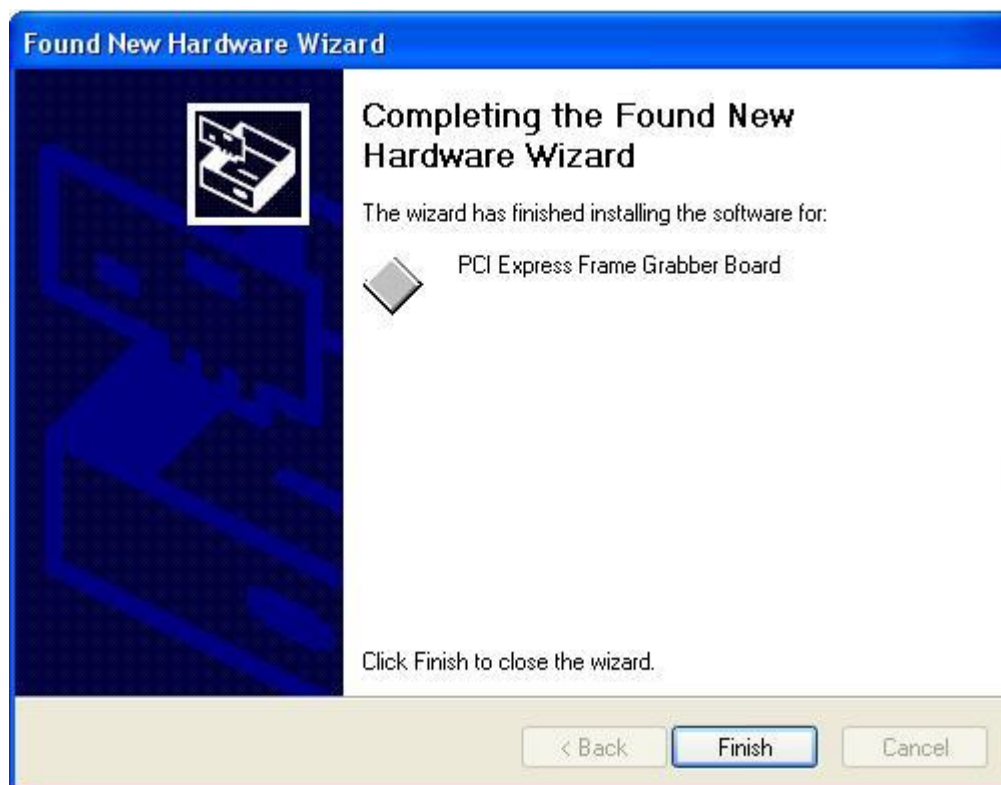 Found New Hardware Wizard
Completing the Found New
Hardware Wizard
The wizard has finished installing the software for:
PCI Express Frame Grabber Board
Click Finish to close the wizard.
< Back
Finish
Cancel